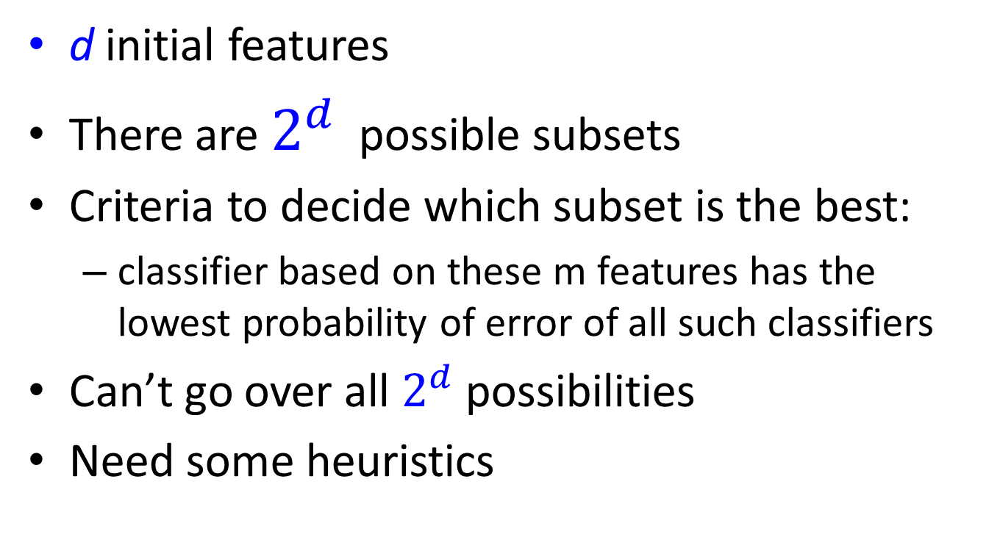 • d initial features
• There are 2^d possible subsets
• Criteria to decide which subset is the best:
– classifier based on these m features has the
lowest probability of error of all such classifiers
• Can’t go over all 2^d possibilities
• Need some heuristics